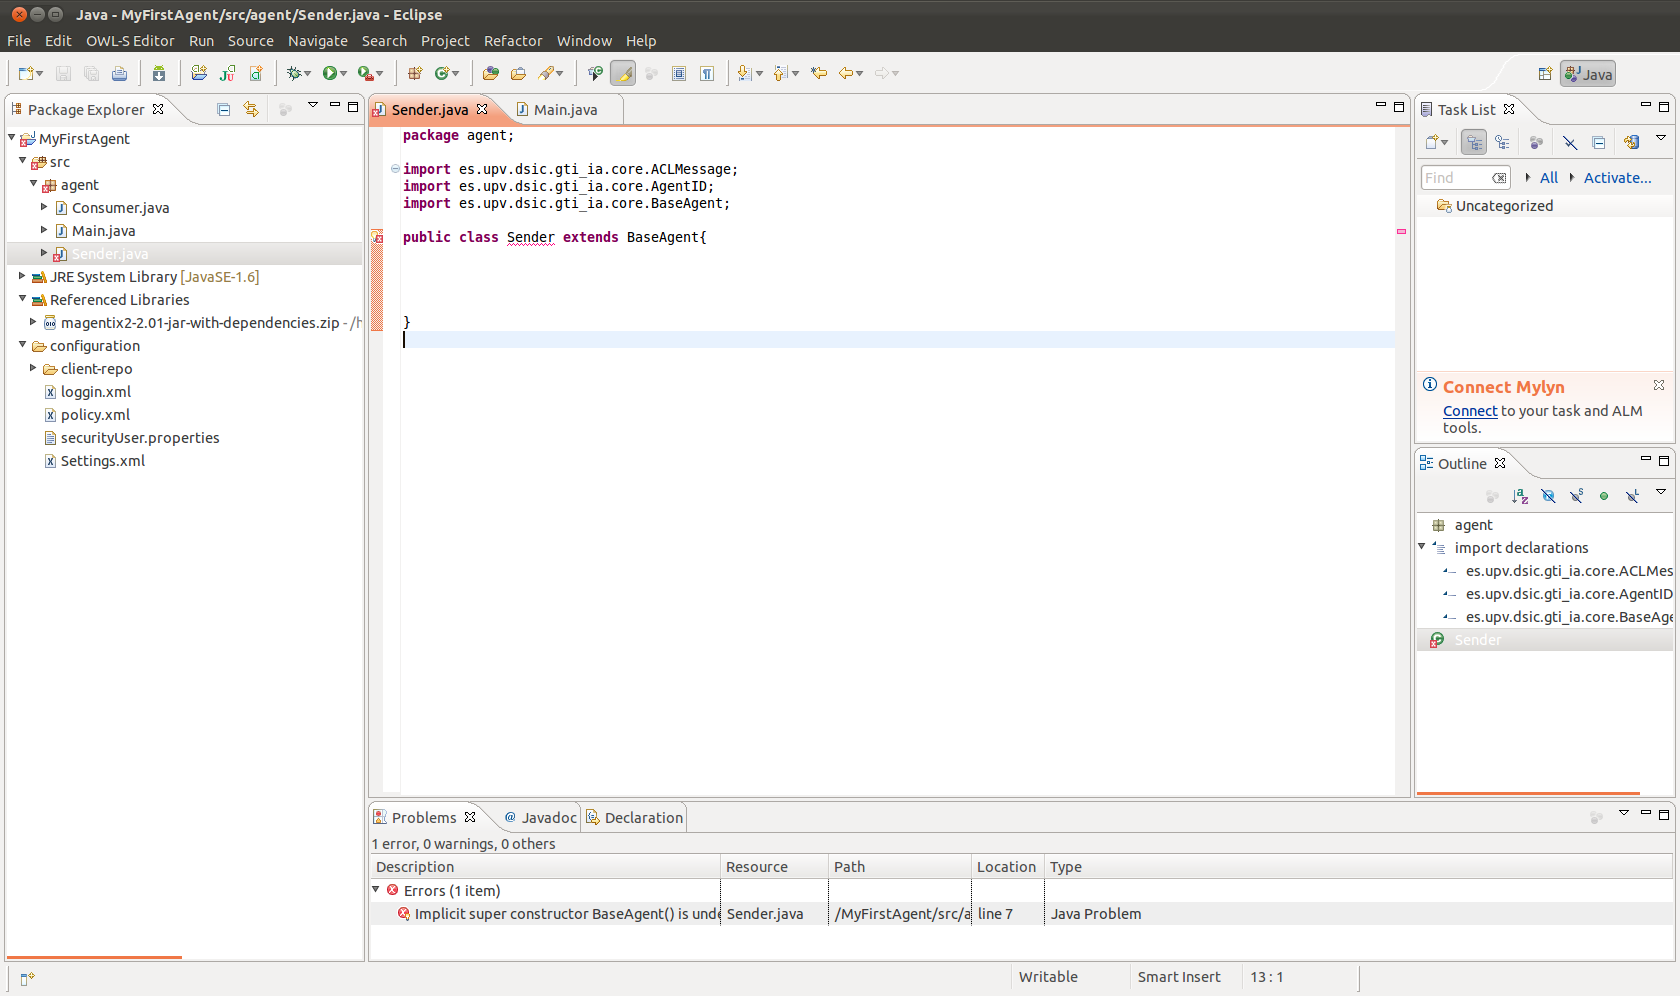 Java - MyFirstAgent/src/agent/Sender.java - Eclipse
File Edit OWL-S Editor Run Source Navigate Search Project Refactor Window Help
Java
Package Explorer
MyFirstAgent
src
agent
Consumer.java
Main.java
Sender.java
JRE System Library [JavaSE-1.6]
Referenced Libraries
magentix2-2.01-jar-with-dependencies.zip - /h
configuration
client-repo
loggin.xml
policy.xml
securityUser.properties
Settings.xml
Sender.java Main.java
package agent;
import es.upv.dsic.gti_ia.core.ACLMessage;
import es.upv.dsic.gti_ia.core.AgentID;
import es.upv.dsic.gti_ia.core.BaseAgent;
public class Sender extends BaseAgent{
}
Task List
Find All Activate...
Uncategorized
Connect Mylyn
Connect to your task and ALM
tools.
Outline
agent
import declarations
es.upv.dsic.gti_ia.core.ACLMes
es.upv.dsic.gti_ia.core.AgentID
es.upv.dsic.gti_ia.core.BaseAge
Sender
Problems @ Javadoc Declaration
1 error, 0 warnings, 0 others
Description Resource Path Location Type
Errors (1 item)
Implicit super constructor BaseAgent() is unde Sender.java /MyFirstAgent/src/a line 7 Java Problem
Writable Smart Insert 13 : 1